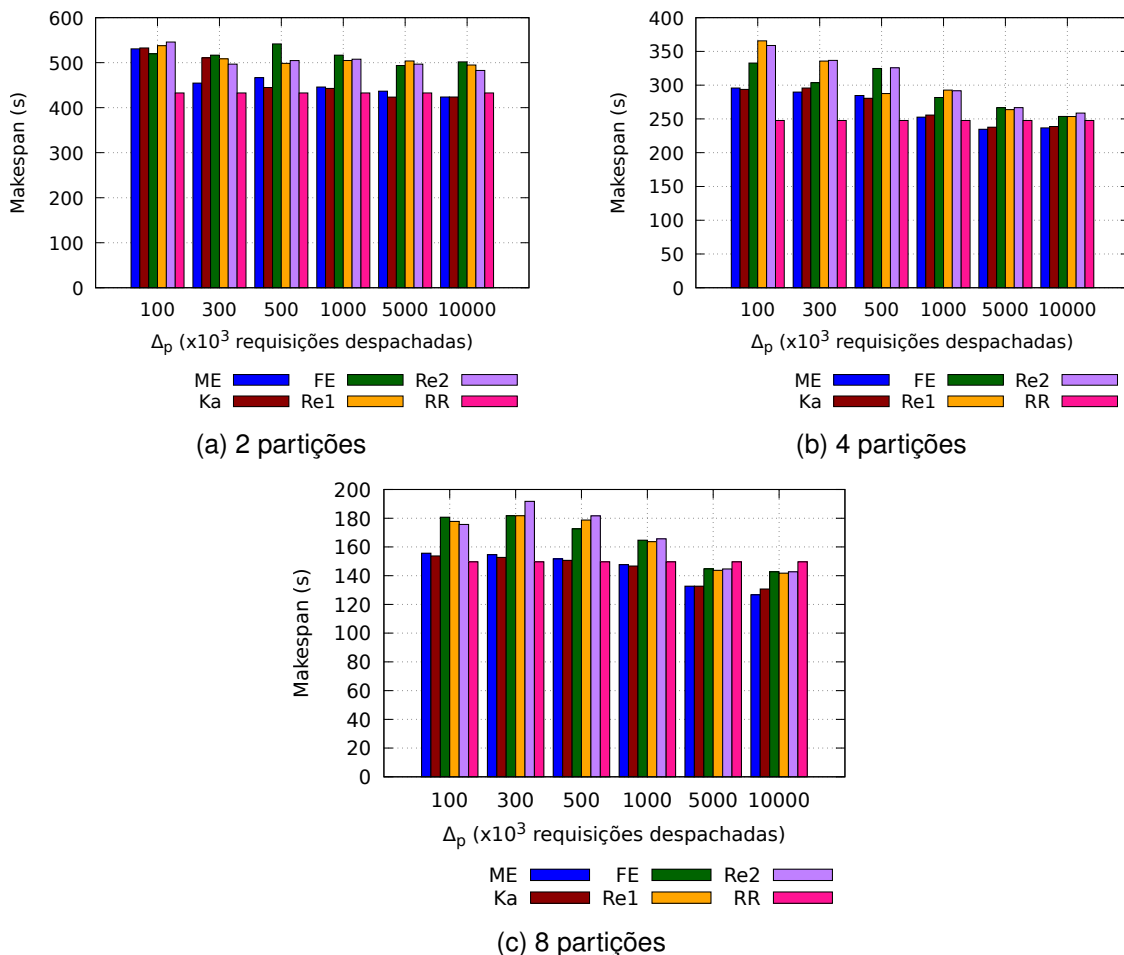 600
500
400
300
200
100
0
Makespan (s)
100 300 500 1000 5000 10000
Δp (x10³ requisições despachadas)
ME FE Re2
Ka Re1 RR
(a) 2 partições
400
350
300
250
200
150
100
50
0
Makespan (s)
100 300 500 1000 5000 10000
Δp (x10³ requisições despachadas)
ME FE Re2
Ka Re1 RR
(b) 4 partições
200
180
160
140
120
100
80
60
40
20
0
Makespan (s)
100 300 500 1000 5000 10000
Δp (x10³ requisições despachadas)
ME FE Re2
Ka Re1 RR
(c) 8 partições